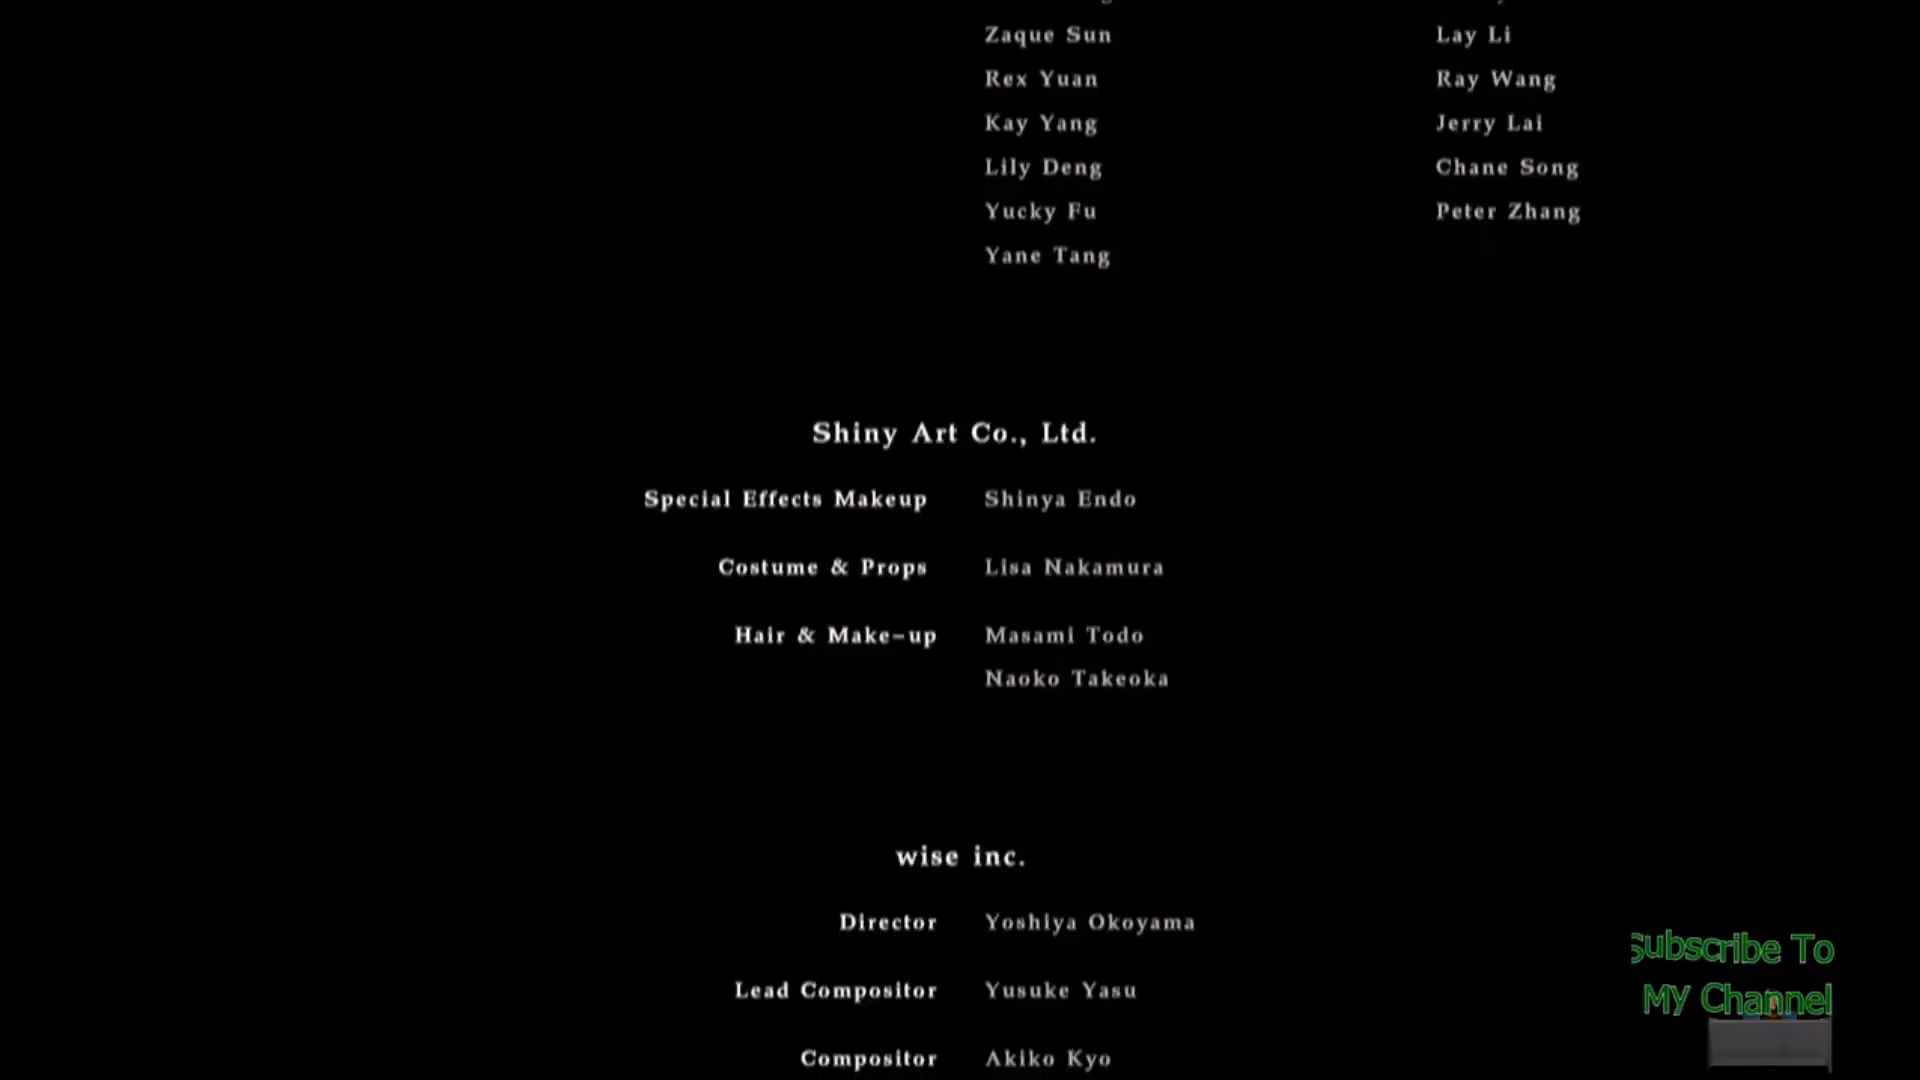 Zaque Sun Lay Li
Rex Yuan Ray Wang
Kay Yang Jerry Lai
Lily Deng Chane Song
Yucky Fu Peter Zhang
Yane Tang
Shiny Art Co., Ltd.
Special Effects Makeup Shinya Endo
Costume & Props Lisa Nakamura
Hair & Make-up Masami Todo
Naoko Takeoka
wise inc.
Director Yoshiya Okoyama
Lead Compositor Yusuke Yasu
Compositor Akiko Kyo
Subscribe To
My Channel